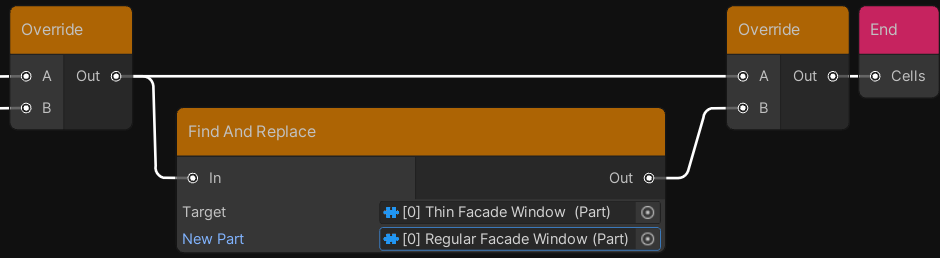 Override
A Out
B
Find And Replace
In Out
Target [0] Thin Facade Window (Part)
New Part [0] Regular Facade Window (Part)
Override
A Out
B
End
Cells